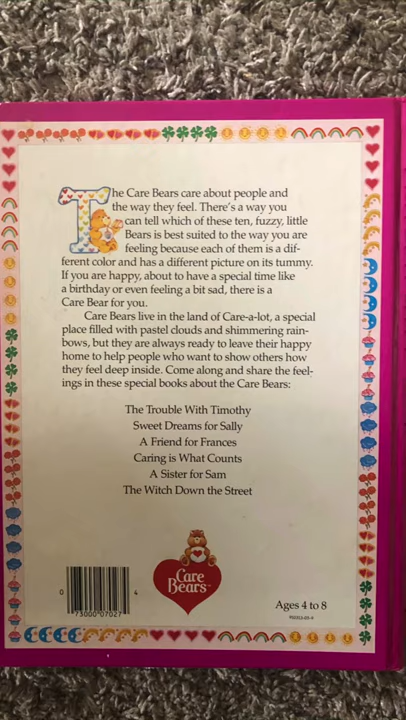 The Care Bears care about people and
the way they feel. There's a way you
can tell which of these ten, fuzzy, little
Bears is best suited to the way you are
feeling because each of them is a dif-
ferent color and has a different picture on its tummy.
If you are happy, about to have a special time like
a birthday or even feeling a bit sad, there is a
Care Bear for you.
Care Bears live in the land of Care-a-lot, a special
place filled with pastel clouds and shimmering rain-
bows, but they are always ready to leave their happy
home to help people who want to show others how
they feel deep inside. Come along and share the feel-
ings in these special books about the Care Bears:
The Trouble With Timothy
Sweet Dreams for Sally
A Friend for Frances
Caring is What Counts
A Sister for Sam
The Witch Down the Street
Care
Bears™
0 73000 07027 4
Ages 4 to 8